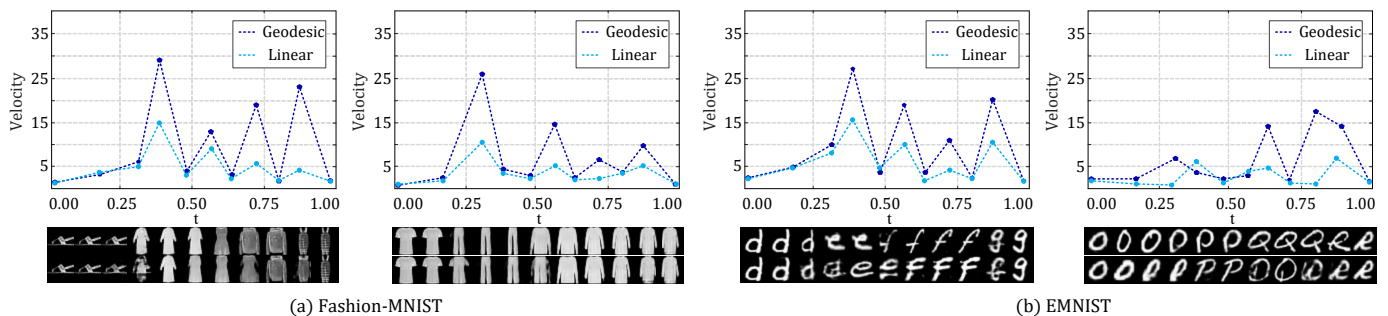 35
25
15
5
Velocity
Geodesic
Linear
0.00 0.25 0.50 0.75 1.00
t
35
25
15
5
Velocity
Geodesic
Linear
0.00 0.25 0.50 0.75 1.00
t
(a) Fashion-MNIST
35
25
15
5
Velocity
Geodesic
Linear
0.00 0.25 0.50 0.75 1.00
t
d d d e e f f f f g g
35
25
15
5
Velocity
Geodesic
Linear
0.00 0.25 0.50 0.75 1.00
t
O O O D P P Q Q Q R R
(b) EMNIST